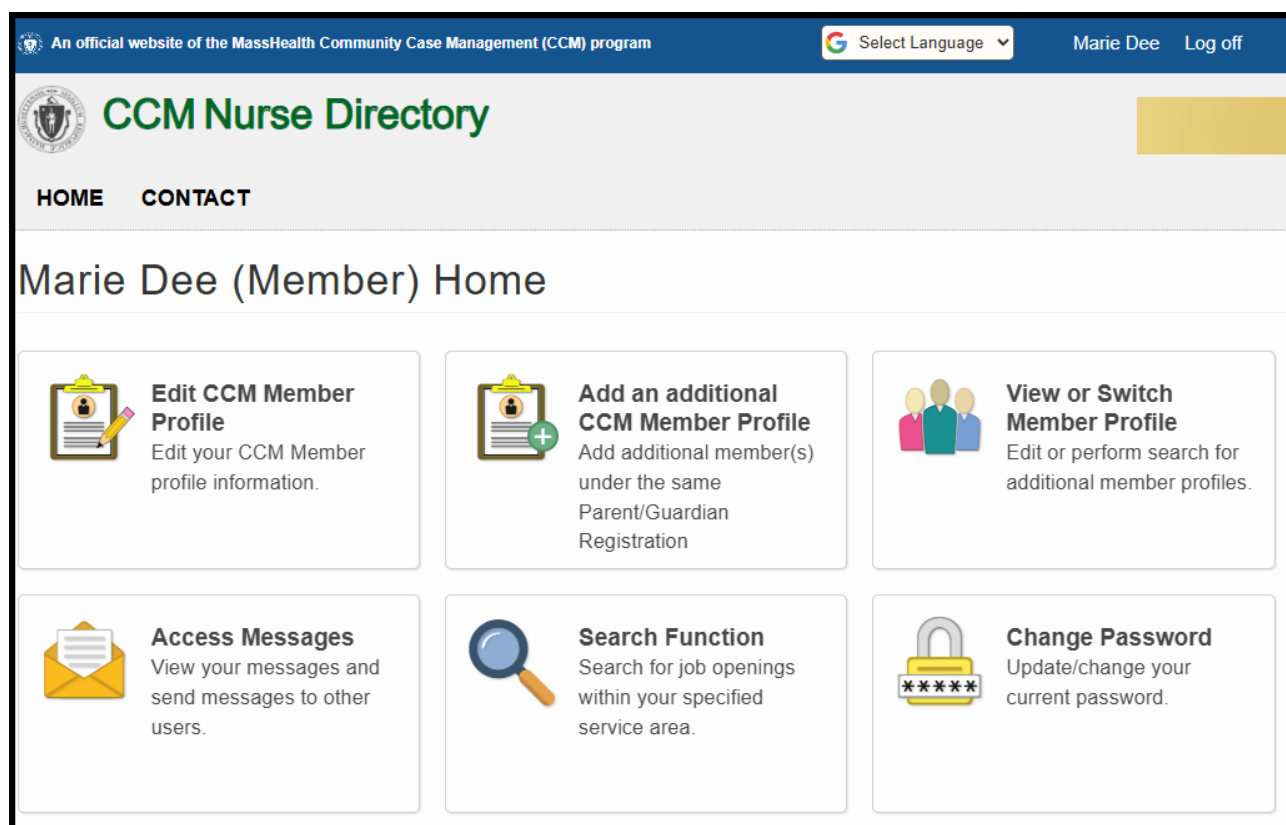 An official website of the MassHealth Community Case Management (CCM) program
Select Language
Marie Dee Log off
CCM Nurse Directory
HOME CONTACT
Marie Dee (Member) Home
Edit CCM Member
Profile
Edit your CCM Member
profile information.
Add an additional
CCM Member Profile
Add additional member(s)
under the same
Parent/Guardian
Registration
View or Switch
Member Profile
Edit or perform search for
additional member profiles.
Access Messages
View your messages and
send messages to other
users.
Search Function
Search for job openings
within your specified
service area.
*****
Change Password
Update/change your
current password.